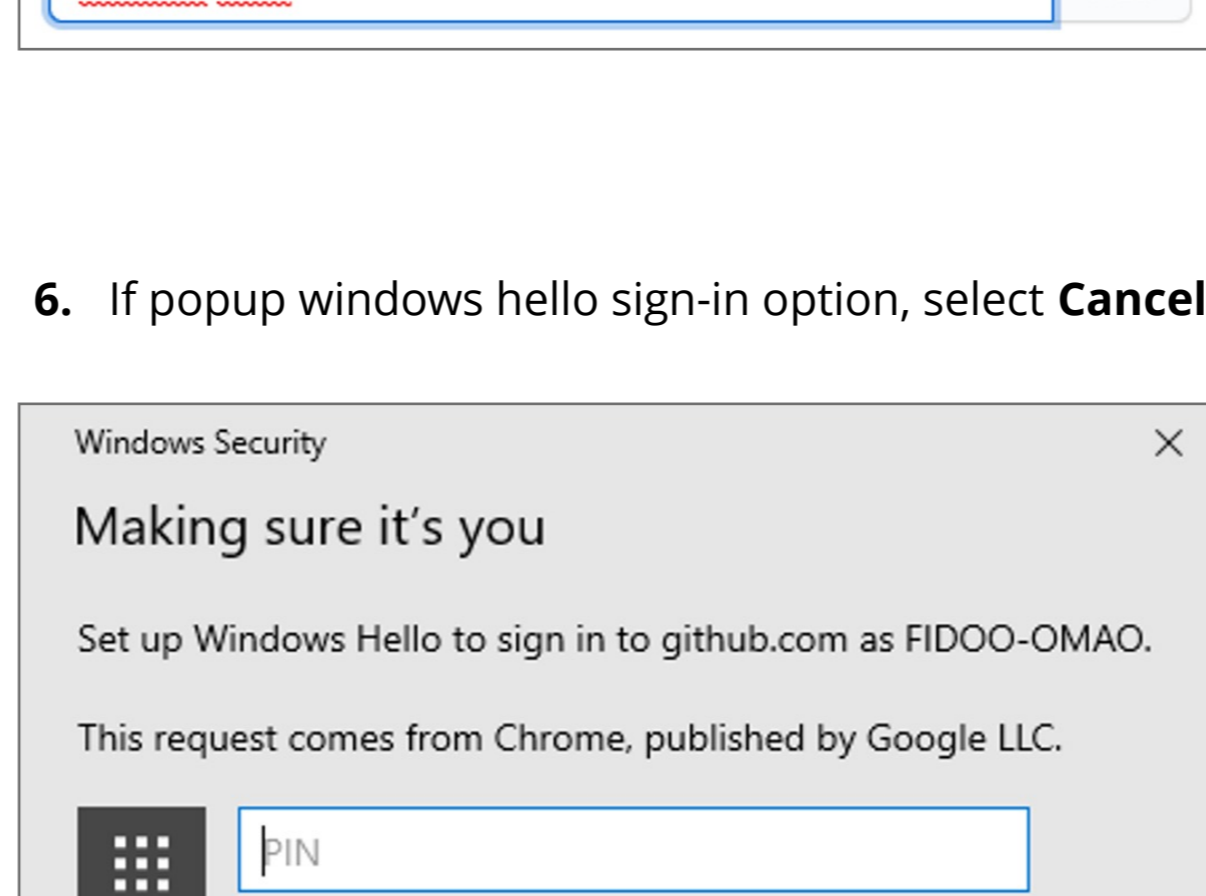 6. If popup windows hello sign-in option, select Cancel
Windows Security
Making sure it's you
Set up Windows Hello to sign in to github.com as FIDOO-OMAO.
This request comes from Chrome, published by Google LLC.
PIN